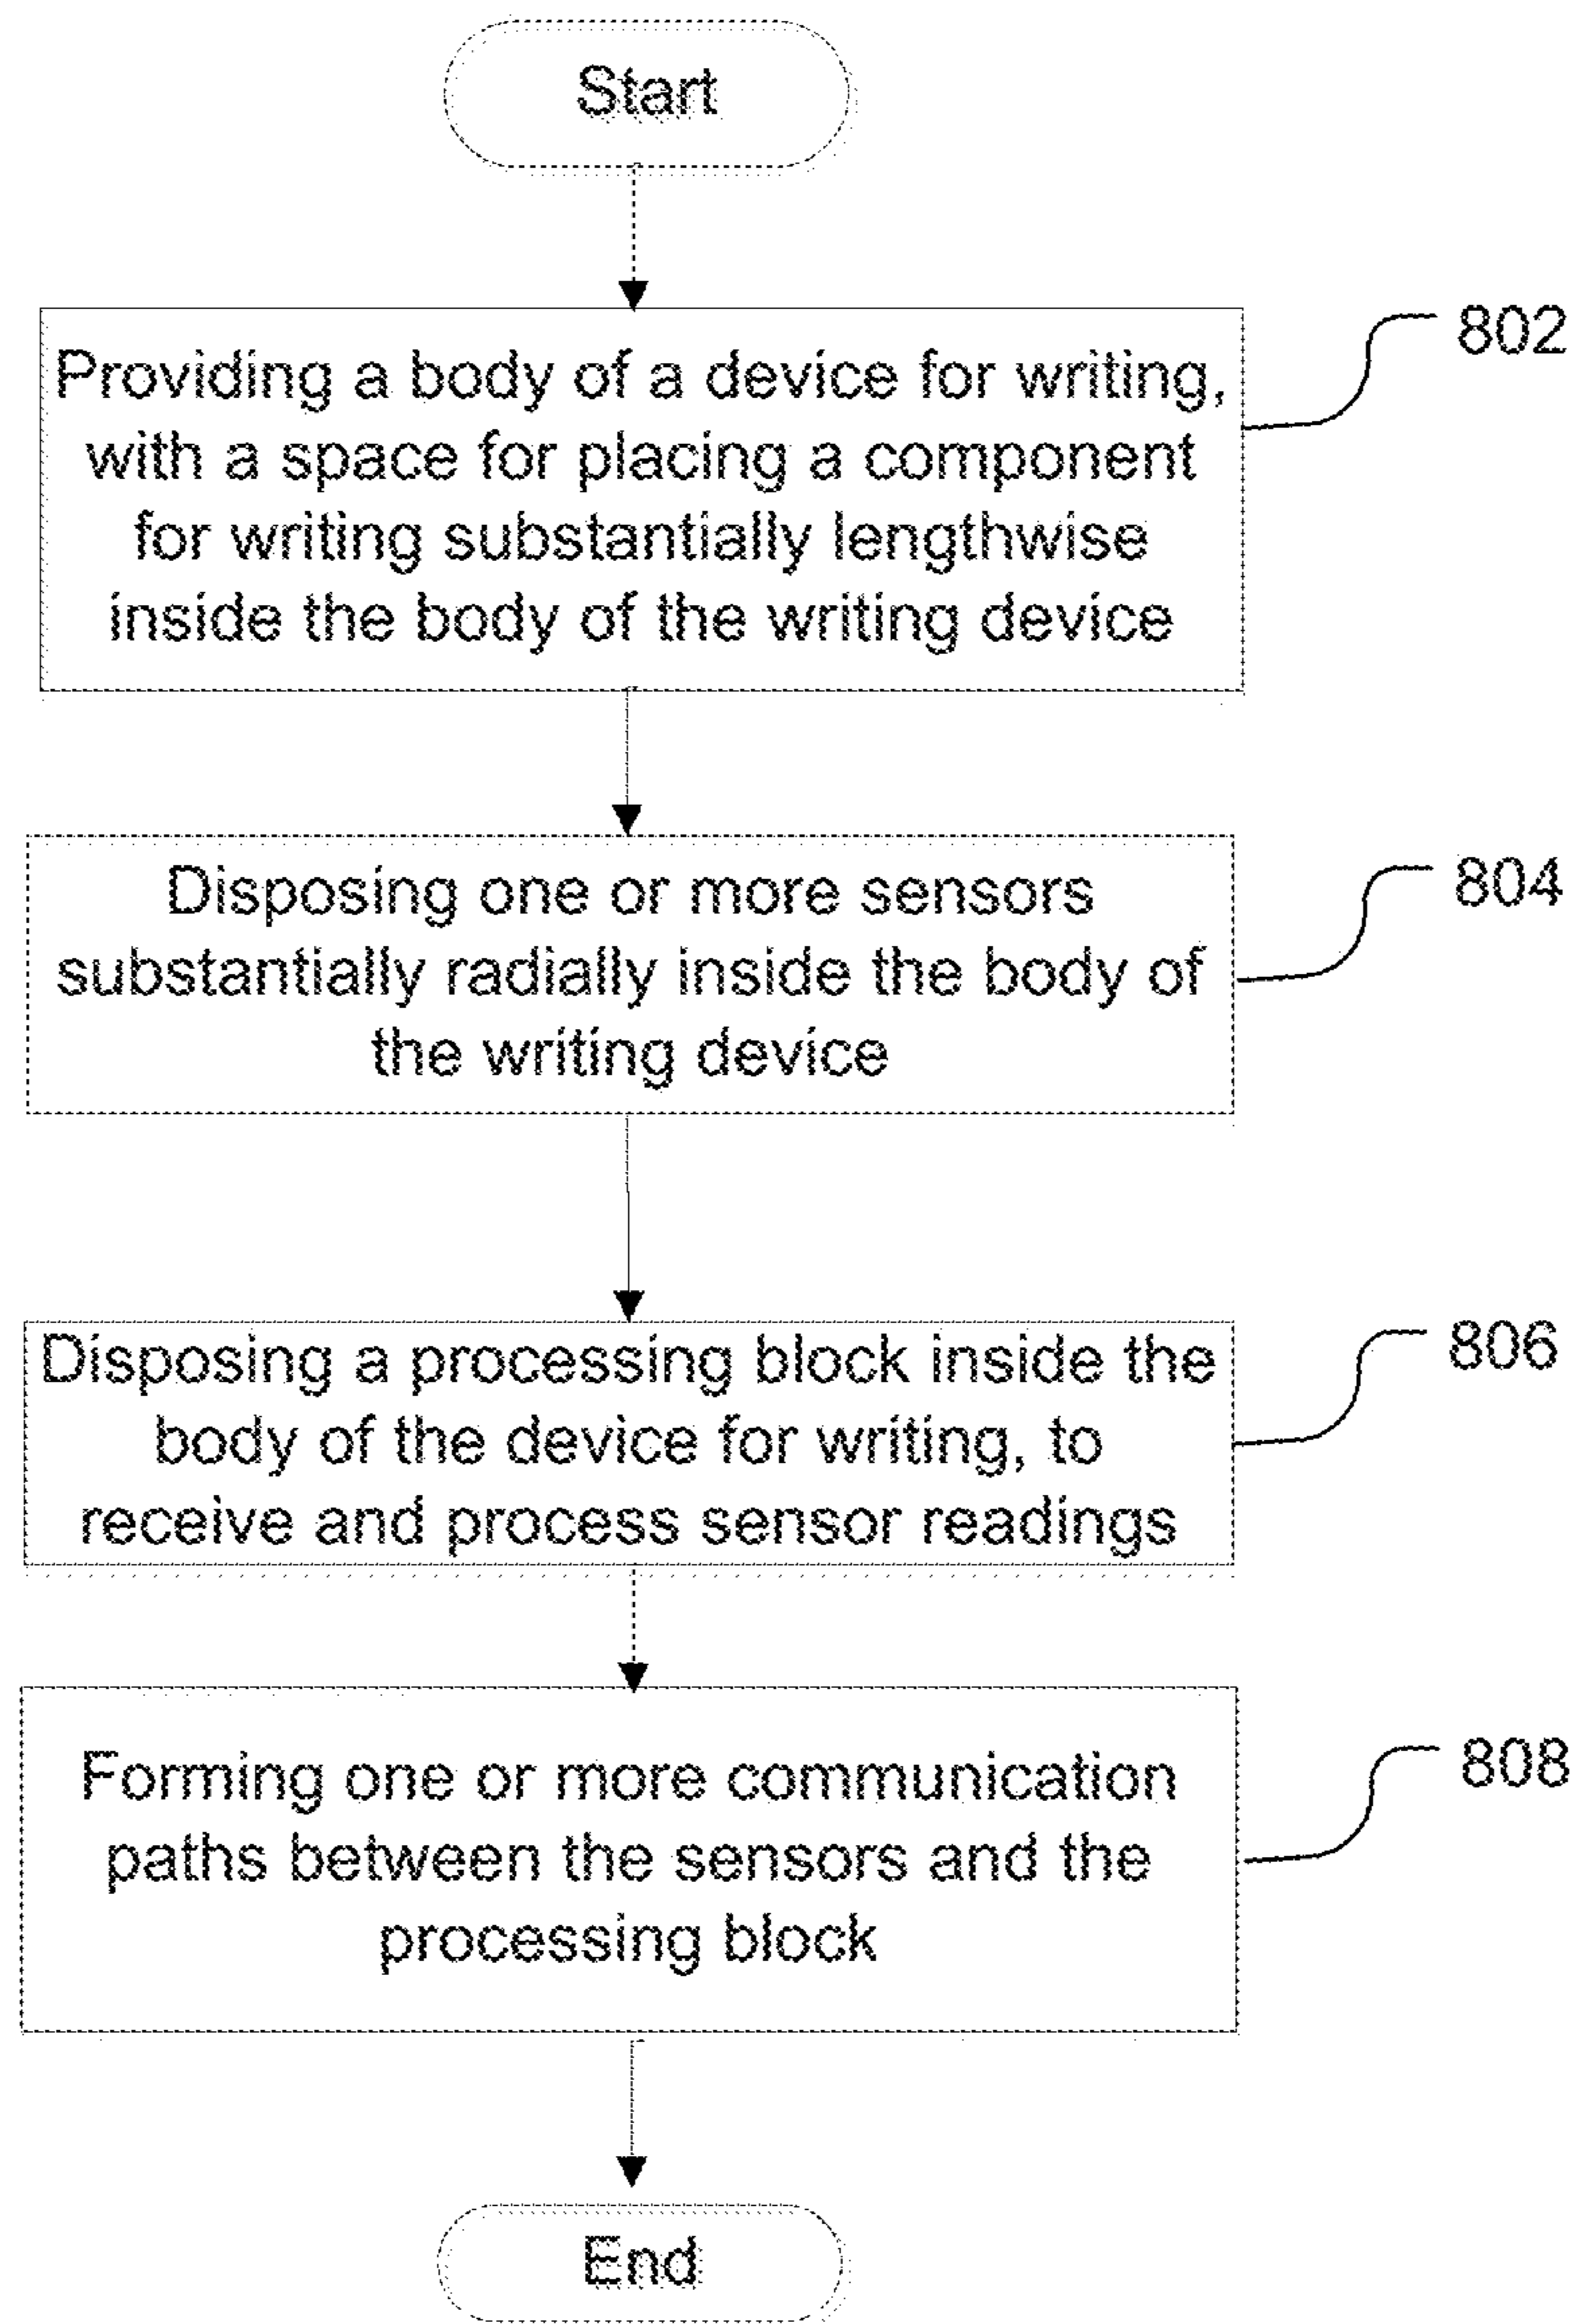 Start
Providing a body of a device for writing,
with a space for placing a component
for writing substantially lengthwise
inside the body of the writing device
802
Disposing one or more sensors
substantially radially inside the body of
the writing device
804
Disposing a processing block inside the
body of the device for writing, to
receive and process sensor readings
806
Forming one or more communication
paths between the sensors and the
processing block
808
End